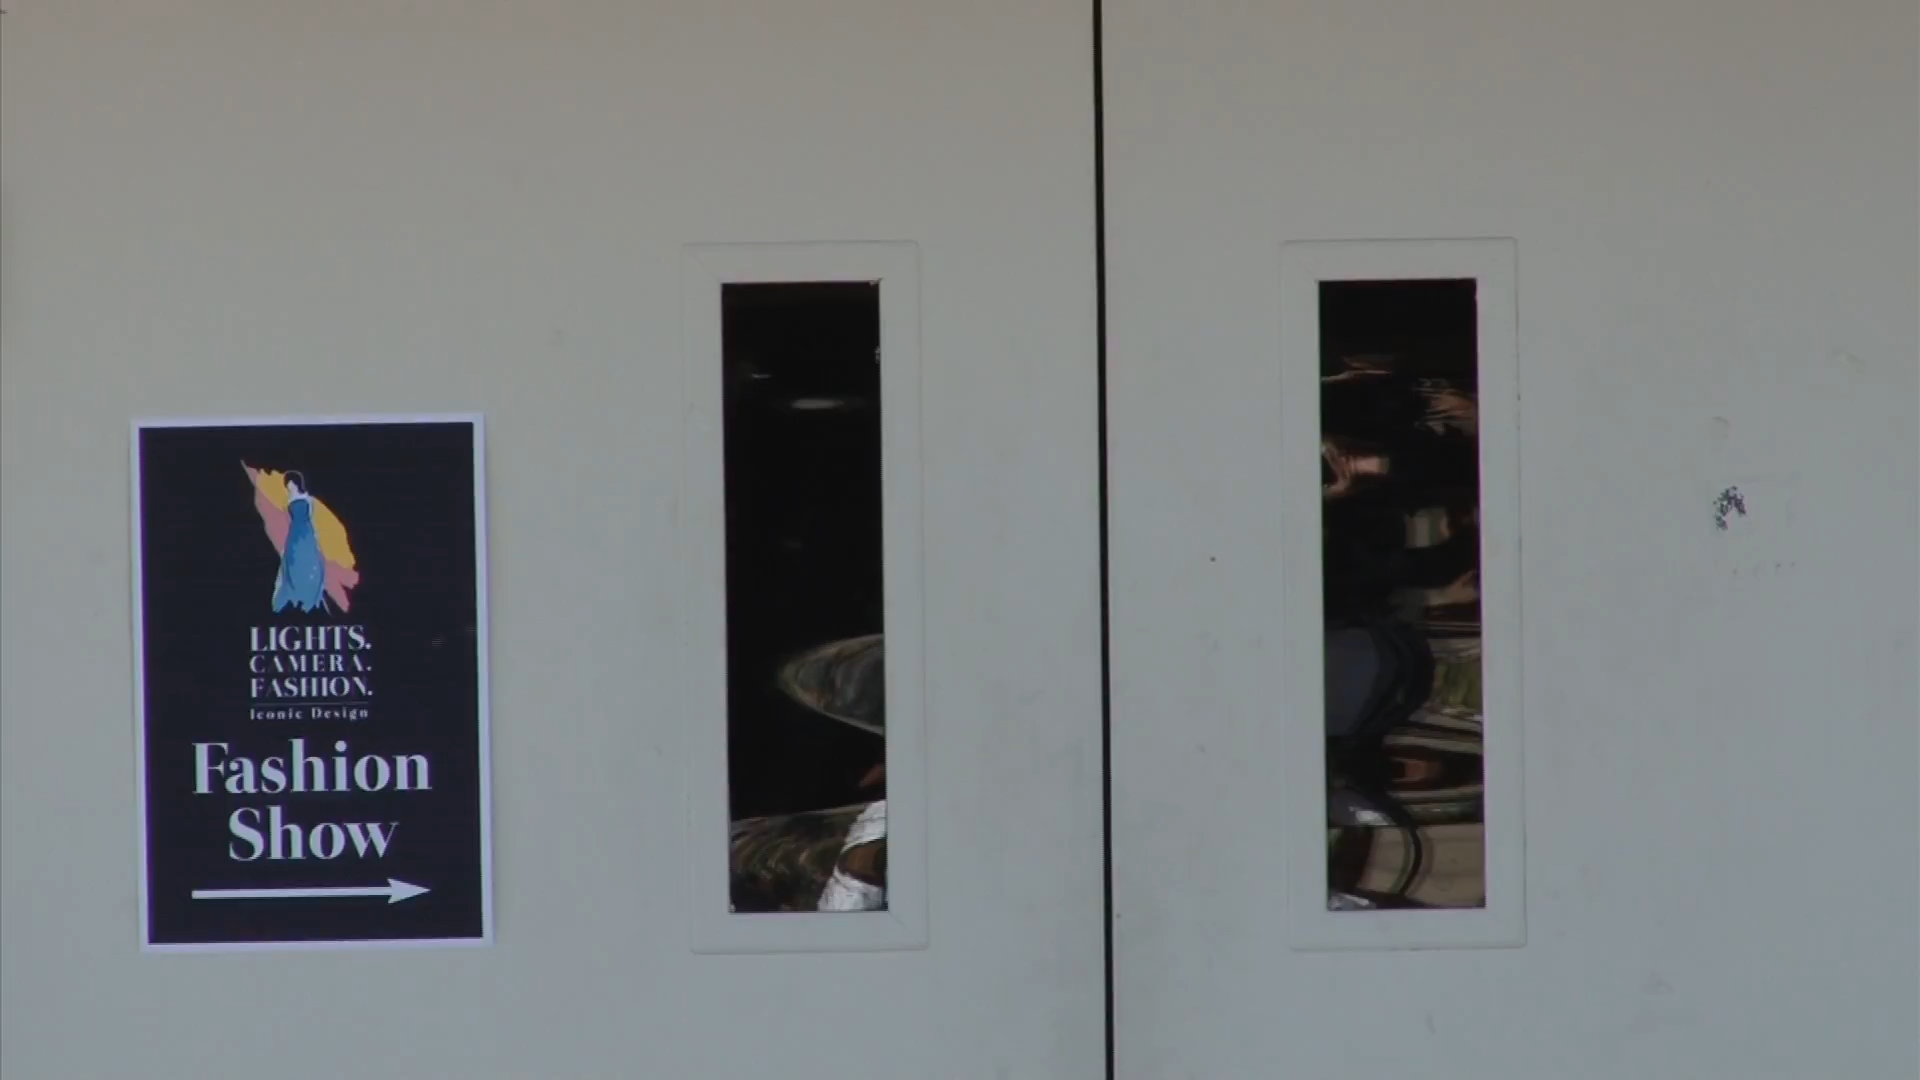 LIGHTS.
CAMERA.
FASHION.
Iconic Design
Fashion
Show